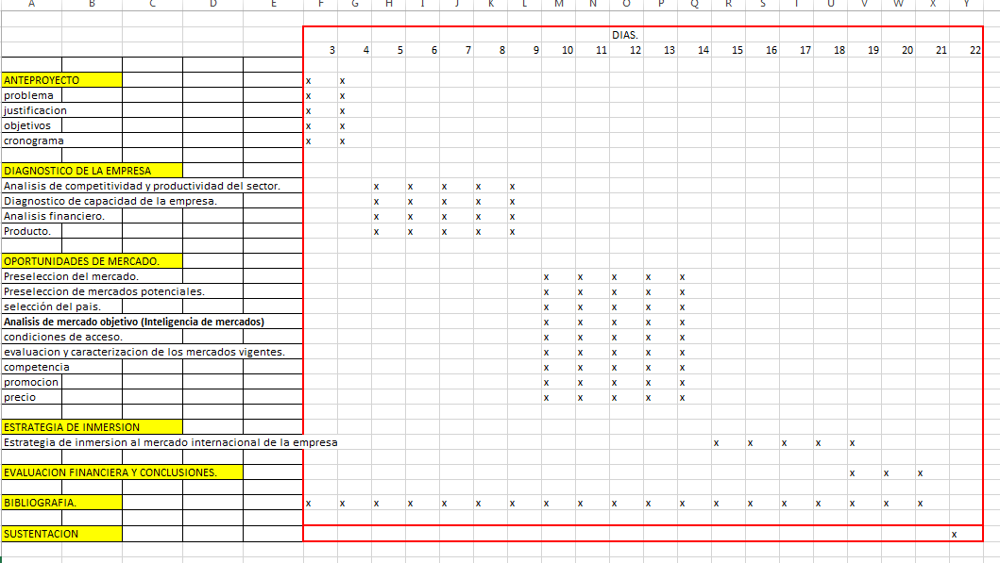 A B C D E F G H I J K L M N O P Q R S T U V W X Y
DIAS.
3 4 5 6 7 8 9 10 11 12 13 14 15 16 17 18 19 20 21 22
ANTEPROYECTO x x
problema x x
justificacion x x
objetivos x x
cronograma x x
DIAGNOSTICO DE LA EMPRESA
Analisis de competitividad y productividad del sector. x x x x x
Diagnostico de capacidad de la empresa. x x x x x
Analisis financiero. x x x x x
Producto. x x x x x
OPORTUNIDADES DE MERCADO.
Preseleccion del mercado. x x x x x
Preseleccion de mercados potenciales. x x x x x
selección del pais. x x x x x
Analisis de mercado objetivo (Inteligencia de mercados) x x x x x
condiciones de acceso. x x x x x
evaluacion y caracterizacion de los mercados vigentes. x x x x x
competencia x x x x x
promocion x x x x x
precio x x x x x
ESTRATEGIA DE INMERSION
Estrategia de inmersion al mercado internacional de la empresa x x x x x
EVALUACION FINANCIERA Y CONCLUSIONES. x x x
BIBLIOGRAFIA. x x x x x x x x x x x x x x x x x x x
SUSTENTACION x